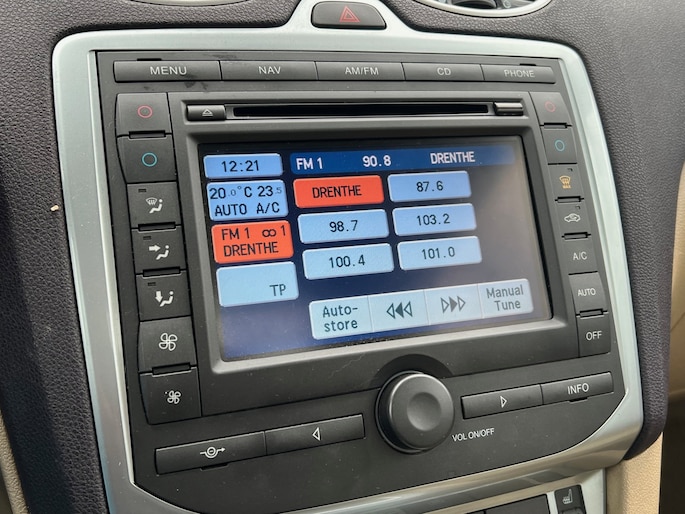 MENU NAV AM/FM CD PHONE
12:21
FM 1 90.8 DRENTHE
20.0°C 23.5
AUTO A/C
FM 1 ∞ 1
DRENTHE
TP
DRENTHE
87.6
98.7
103.2
100.4
101.0
Auto-
store
Manual
Tune
A/C
AUTO
OFF
INFO
VOL ON/OFF